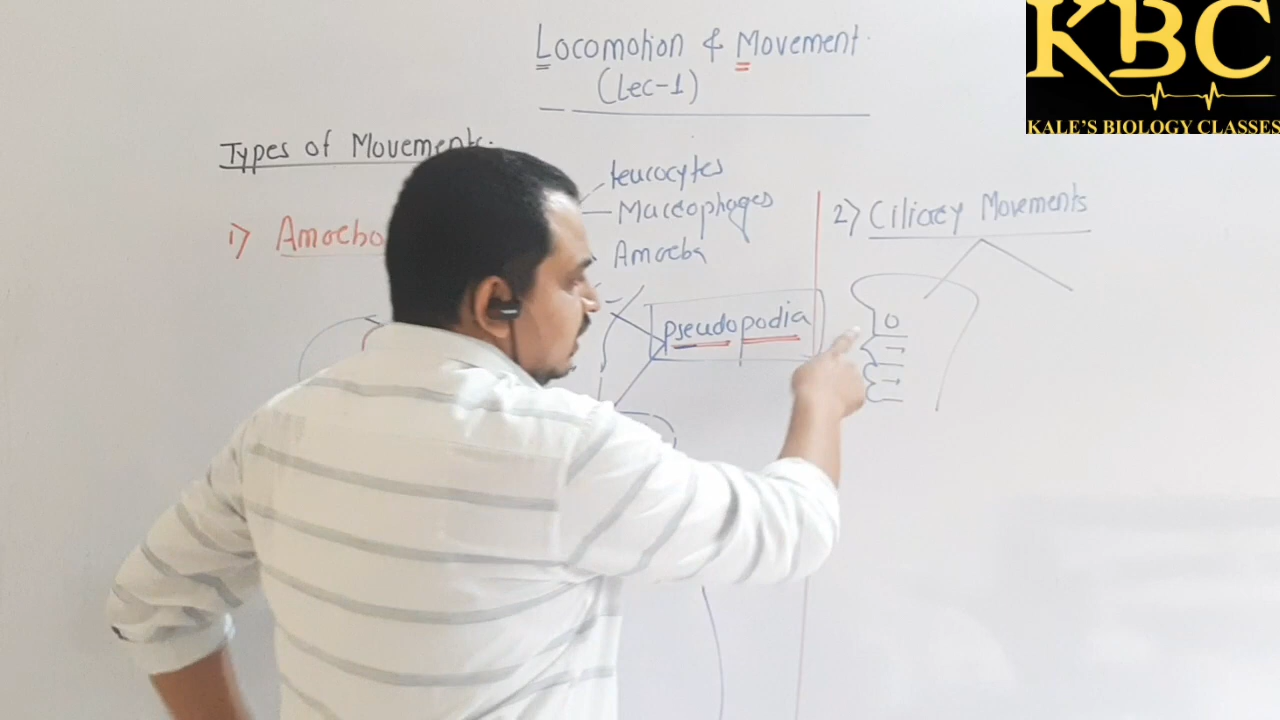 Locomotion & Movement.
(Lec-1)
KBC
KALE'S BIOLOGY CLASSES
Types of Movements.
1) Amoebo
leucocytes
Macrophages
Amoeba
pseudopodia
2) Ciliary Movements